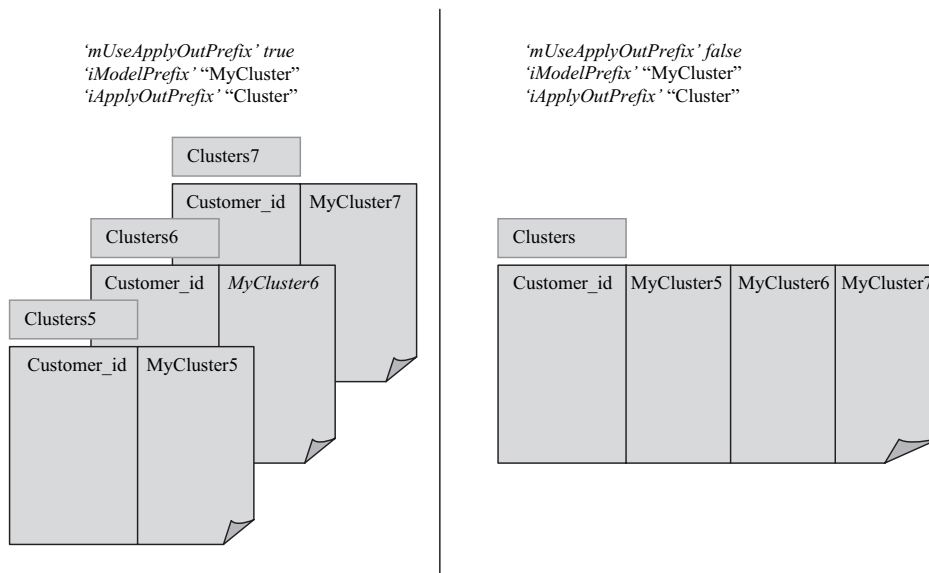 ‘mUseApplyOutPrefix’ true
‘iModelPrefix’ “MyCluster”
‘iApplyOutPrefix’ “Cluster”
Clusters7
Customer_id MyCluster7
Clusters6
Customer_id MyCluster6
Clusters5
Customer_id MyCluster5
‘mUseApplyOutPrefix’ false
‘iModelPrefix’ “MyCluster”
‘iApplyOutPrefix’ “Cluster”
Clusters
Customer_id MyCluster5 MyCluster6 MyCluster7